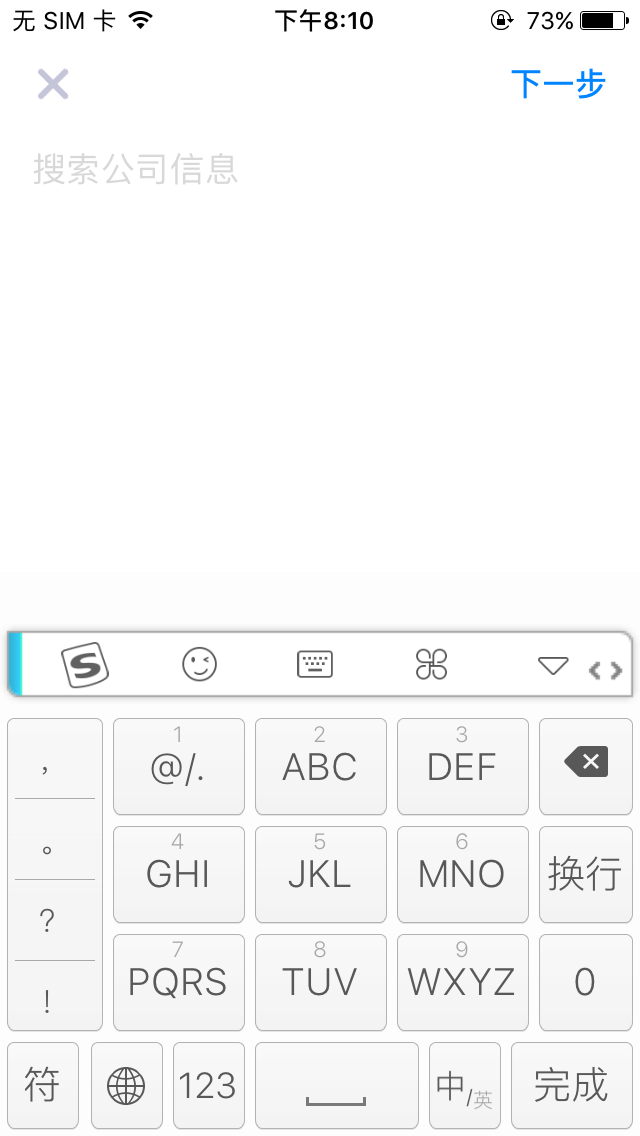 无 SIM 卡 下午8:10 73%
下一步
搜索公司信息
S
, 1 @/. 2 ABC 3 DEF
。 4 GHI 5 JKL 6 MNO 换行
?
7 PQRS 8 TUV 9 WXYZ 0
!
符 123 中/英 完成